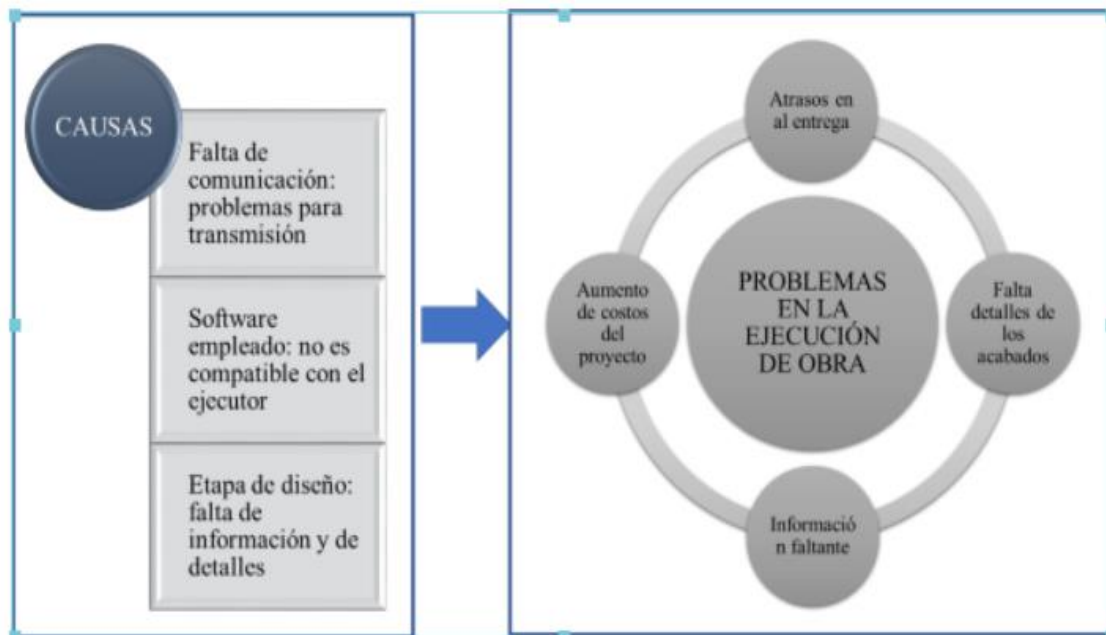 CAUSAS
Falta de
comunicación:
problemas para
transmisión
Software
empleado: no es
compatible con el
ejecutor
Etapa de diseño:
falta de
información y de
detalles
Atrasos en
al entrega
Aumento
de costos
del
proyecto
PROBLEMAS
EN LA
EJECUCIÓN
DE OBRA
Falta
detalles de
los
acabados
Informació
n faltante